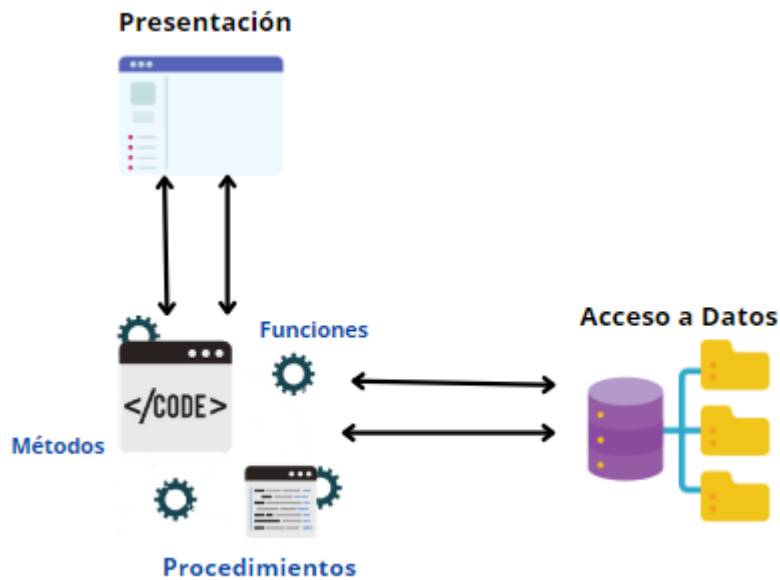 Presentación
Funciones
Acceso a Datos
</CODE>
Métodos
Procedimientos